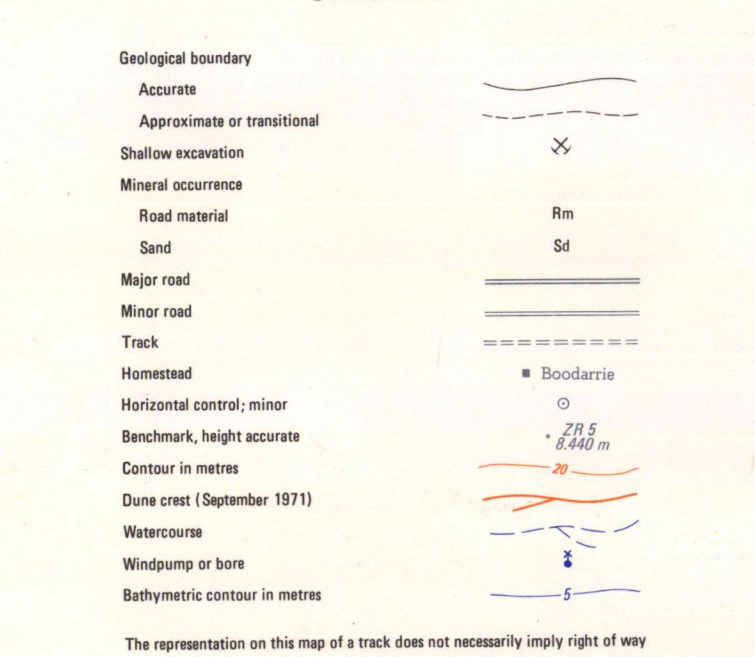 Geological boundary
Accurate
Approximate or transitional
Shallow excavation
Mineral occurrence
Road material Rm
Sand Sd
Major road
Minor road
Track
Homestead Boodarrie
Horizontal control; minor
Benchmark, height accurate ZR 5
8.440 m
Contour in metres 20
Dune crest (September 1971)
Watercourse
Windpump or bore
Bathymetric contour in metres 5
The representation on this map of a track does not necessarily imply right of way